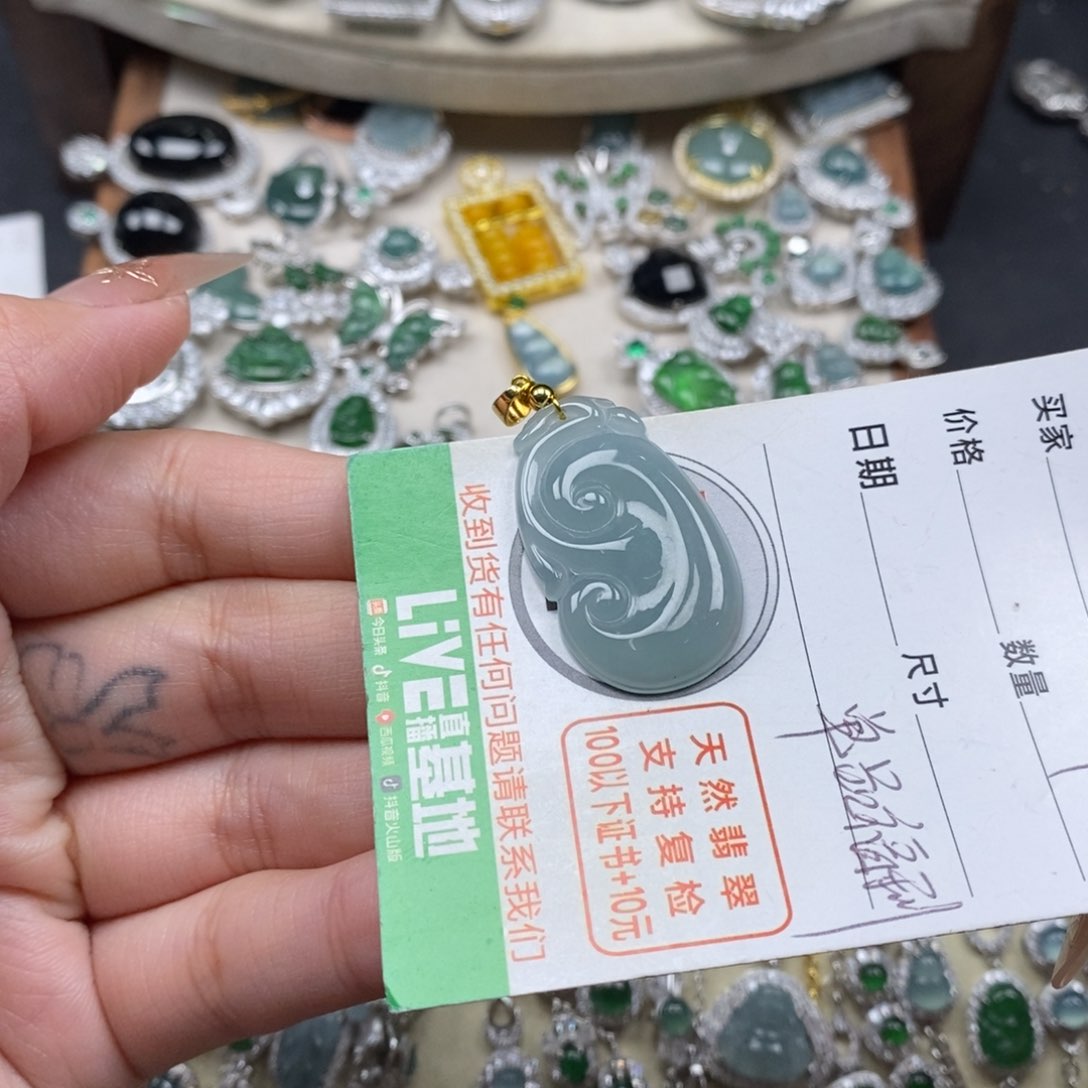 收到货有任何问题请联系我们
LiVE直播基地
今日头条 抖音 西瓜视频 抖音火山版
天然翡翠
支持复检
100以下证书+10元
买家
价格
日期
数量
尺寸